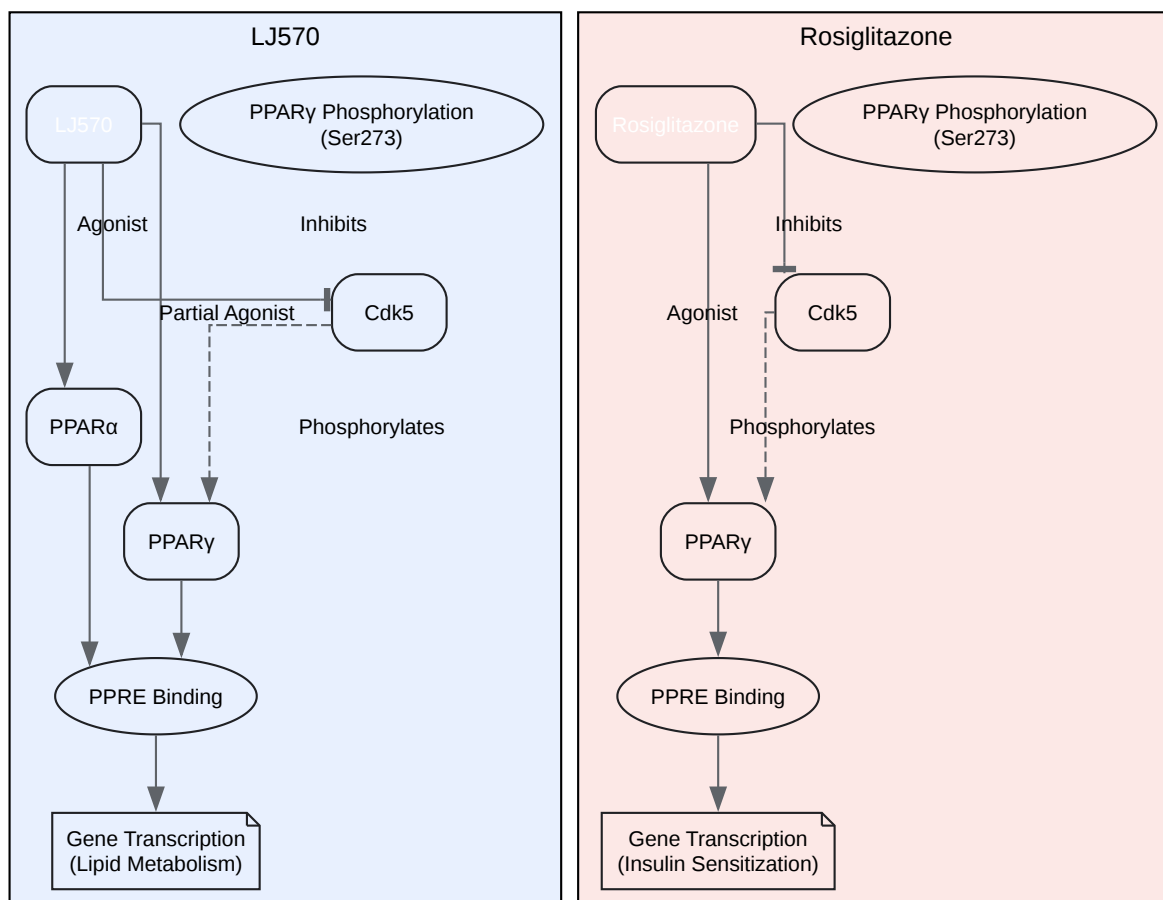 LJ570
LJ570
PPARγ Phosphorylation
(Ser273)
Agonist
Inhibits
Partial Agonist
Cdk5
PPARα
Phosphorylates
PPARγ
PPRE Binding
Gene Transcription
(Lipid Metabolism)
Rosiglitazone
Rosiglitazone
PPARγ Phosphorylation
(Ser273)
Inhibits
Agonist
Cdk5
Phosphorylates
PPARγ
PPRE Binding
Gene Transcription
(Insulin Sensitization)